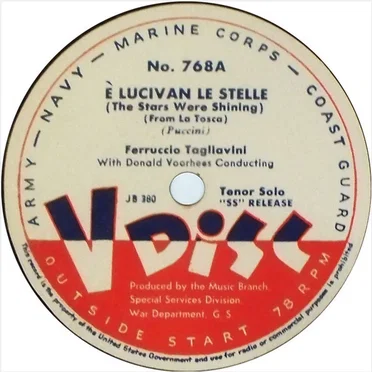 ARMY — NAVY — MARINE CORPS — COAST GUARD
No. 768A
È LUCIVAN LE STELLE
(The Stars Were Shining)
(From La Tosca)
(Puccini)
Ferruccio Tagliavini
With Donald Voorhees Conducting
JB 380
Tenor Solo
"SS" RELEASE
V DiSC
Produced by the Music Branch,
Special Services Division,
War Department, G. S.
OUTSIDE START 78 RPM
This record is the property of the United States Government and use for radio or commercial purposes is prohibited